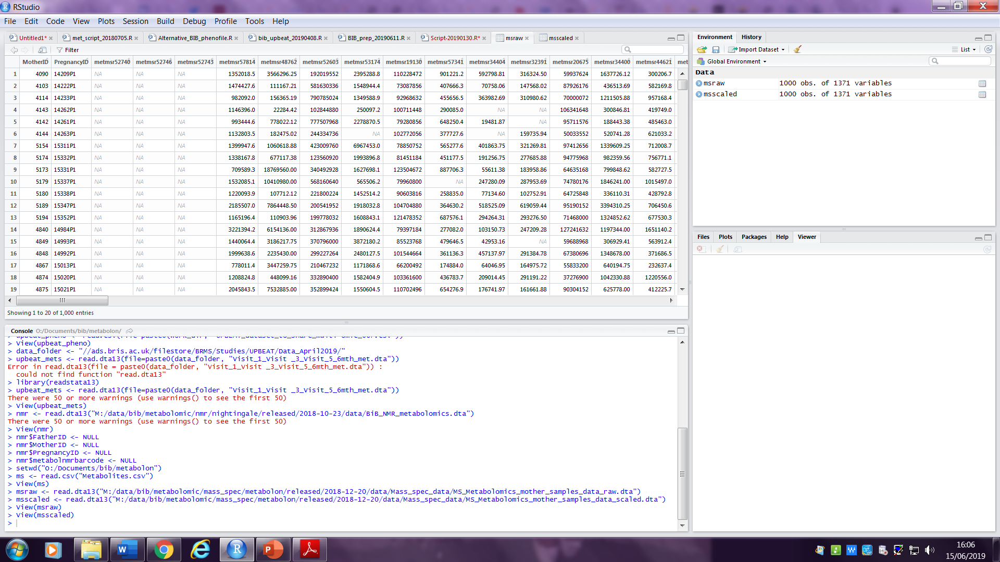 RStudio
File Edit Code View Plots Session Build Debug Profile Tools Help
Untitled1* met_script_20180705.R Alternative_BIB_phenofile.R bib_upbeat_20190408.R BIB_prep_20190611.R Script-20190130.R* msraw msscaled
Filter
MotherID PregnancyID metmsr52740 metmsr52746 metmsr52743 metmsr57814 metmsr48762 metmsr52603 metmsr53174 metmsr19130 metmsr57341 metmsr34404 metmsr32391 metmsr20675 metmsr34400 metmsr44621 met
1 4090 14209P1 NA NA NA 1352018.5 3566296.25 192019552 2395288.8 110228472 901221.2 592798.81 316324.50 59937624 1637726.12 300206.7
2 4103 14222P1 NA NA NA 1474427.6 111167.21 581630336 1548944.4 73087856 407666.3 70758.06 147568.02 87926176 436513.69 582169.8
3 4114 14233P1 NA NA NA 982092.0 156365.19 790785024 1349588.9 92968632 455656.5 363982.69 310980.62 70000072 1211505.88 957168.4
4 4143 14262P1 NA NA NA 1146396.0 22284.42 102844880 250097.2 100711448 290085.0 NA NA 106341648 300846.81 419749.0
5 4142 14261P1 NA NA NA 993444.6 778022.12 777507968 2278870.5 79280856 648250.4 19481.87 NA 95711576 188443.38 485463.0
6 4144 14263P1 NA NA NA 1132803.5 182475.02 244334736 NA 102772056 377727.6 NA 159735.94 50033552 520741.28 621033.2
7 5154 15311P1 NA NA NA 1399947.6 1060618.88 423009760 6967453.0 78850752 565277.6 401863.75 321269.81 97412656 1339609.25 712008.7
8 5174 15332P1 NA NA NA 1338167.8 677117.38 123560920 1993896.8 81451184 451177.5 191256.75 277685.88 94775968 982359.56 756771.1
9 5173 15331P1 NA NA NA 709589.3 18769560.00 340492928 1627698.1 123504672 887706.3 55611.38 183958.86 64635168 799848.62 582727.5
10 5179 15337P1 NA NA NA 1532085.1 10410980.00 568160640 565506.2 79960800 NA 247280.09 287953.69 74780176 1846241.00 1015497.0
11 5180 15338P1 NA NA NA 1220093.9 107712.12 221800224 1452514.2 90603816 258835.0 77134.60 102752.91 64725848 336110.31 428792.8
12 5189 15347P1 NA NA NA 2185507.0 7864448.50 200541952 1918032.8 104704880 364630.2 518525.09 619059.44 95190152 3394310.25 706450.6
13 5194 15352P1 NA NA NA 1165196.4 110903.96 199778032 1608843.1 121478352 687576.1 294264.31 293276.50 71468000 1324852.62 677530.3
14 4840 14984P1 NA NA NA 3221394.2 6154136.00 312867936 1890624.4 79397184 277082.0 103150.73 247209.28 127241632 1197344.00 1651140.2
15 4849 14993P1 NA NA NA 1440064.4 3186217.75 370796000 3872180.2 85523768 479646.5 42953.16 NA 59688968 306929.41 563912.4
16 4848 14992P1 NA NA NA 1999638.6 2235430.00 299227264 2480127.5 101544664 361136.3 457137.97 291384.78 67380696 1348678.00 371686.5
17 4867 15013P1 NA NA NA 778011.4 3447259.75 210467232 1171868.6 66200492 174884.0 64046.95 164975.72 55833200 640194.75 232637.4
18 4874 15020P1 NA NA NA 1208824.8 448099.16 332890400 1582404.9 103361600 436783.7 209014.45 291191.72 37276900 1042330.88 1220556.0
19 4875 15021P1 NA NA NA 2045843.5 7532885.00 352899424 1550604.5 110702496 654276.9 176741.97 161661.88 90304152 625778.00 412225.7
Showing 1 to 20 of 1,000 entries
Console O:/Documents/bib/metabolon/
> View(upbeat_pheno)
> data_folder <- "//ads.bris.ac.uk/filestore/BRMS/Studies/UPBEAT/Data_April2019/"
> upbeat_mets <- read.dta13(file=paste0(data_folder, "Visit_1_Visit _3_Visit_5_6mth_met.dta"))
Error in read.dta13(file = paste0(data_folder, "Visit_1_Visit _3_Visit_5_6mth_met.dta")) :
could not find function "read.dta13"
> library(readstata13)
> upbeat_mets <- read.dta13(file=paste0(data_folder, "Visit_1_Visit _3_Visit_5_6mth_met.dta"))
There were 50 or more warnings (use warnings() to see the first 50)
> View(upbeat_mets)
> nmr <- read.dta13("M:/data/bib/metabolomic/nmr/nightingale/released/2018-10-23/data/BiB_NMR_metabolomics.dta")
There were 50 or more warnings (use warnings() to see the first 50)
> View(nmr)
> nmr$FatherID <- NULL
> nmr$MotherID <- NULL
> nmr$PregnancyID <- NULL
> nmr$metabolnmrbarcode <- NULL
> setwd("O:/Documents/bib/metabolon")
> ms <- read.csv("Metabolites.csv")
> View(ms)
> msraw <- read.dta13("M:/data/bib/metabolomic/mass_spec/metabolon/released/2018-12-20/data/Mass_spec_data/MS_Metabolomics_mother_samples_data_raw.dta")
> msscaled <- read.dta13("M:/data/bib/metabolomic/mass_spec/metabolon/released/2018-12-20/data/Mass_spec_data/MS_Metabolomics_mother_samples_data_scaled.dta")
> View(msraw)
> View(msscaled)
>
Environment History
Import Dataset List
Global Environment
Data
msraw 1000 obs. of 1371 variables
msscaled 1000 obs. of 1371 variables
Files Plots Packages Help Viewer
16:06
15/06/2019